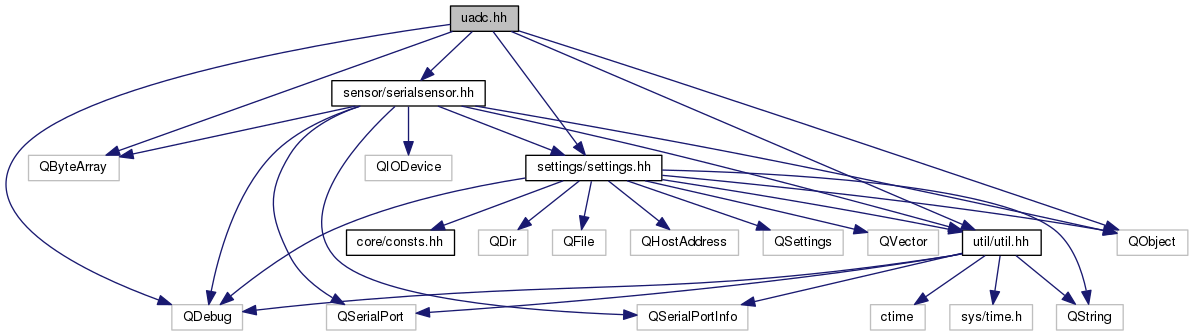 uadc.hh
sensor/serialsensor.hh
QByteArray
QIODevice
settings/settings.hh
core/consts.hh
QDir
QFile
QHostAddress
QSettings
QVector
util/util.hh
QObject
QDebug
QSerialPort
QSerialPortInfo
ctime
sys/time.h
QString